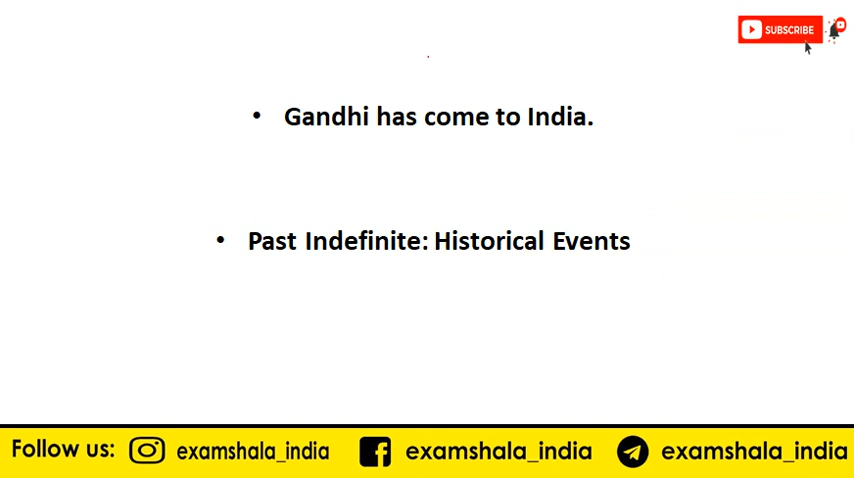 SUBSCRIBE
• Gandhi has come to India.
• Past Indefinite: Historical Events
Follow us: examshala_india examshala_india examshala_india